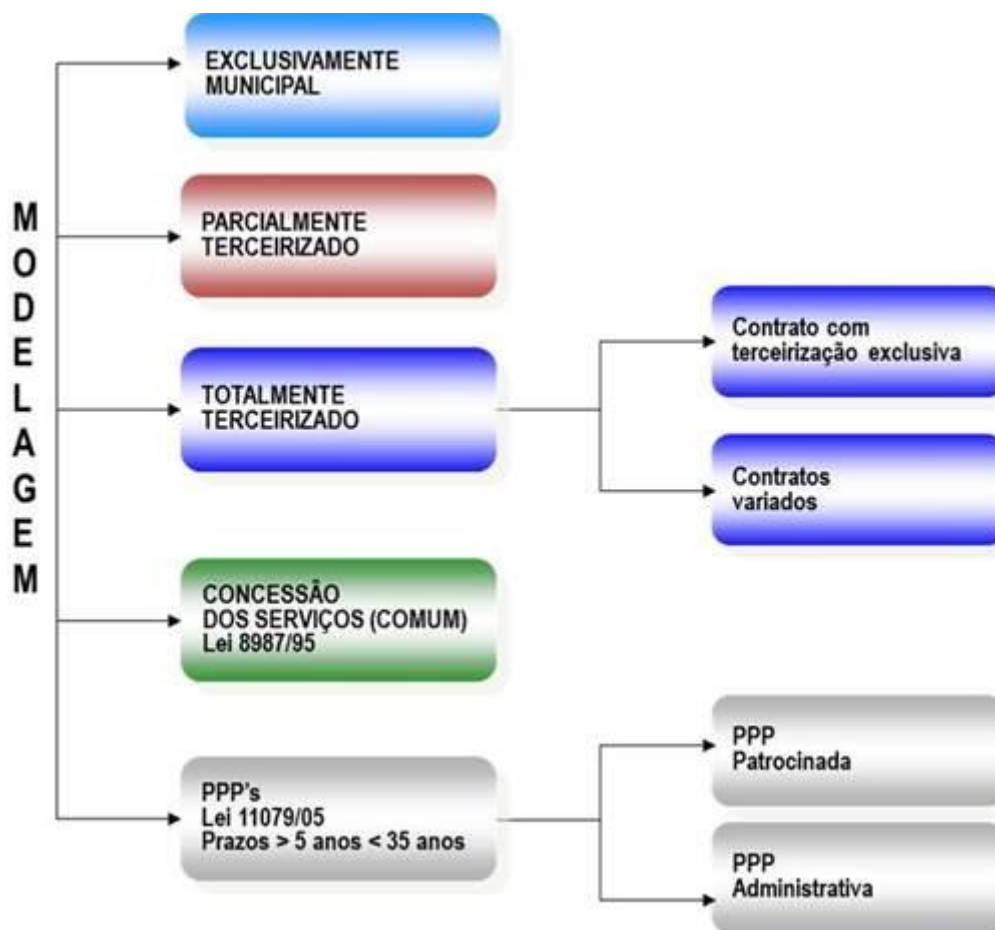 MODELAGEM
EXCLUSIVAMENTE
MUNICIPAL
PARCIALMENTE
TERCEIRIZADO
TOTALMENTE
TERCEIRIZADO
Contrato com
terceirização exclusiva
Contratos
variados
CONCESSÃO
DOS SERVIÇOS (COMUM)
Lei 8987/95
PPP's
Lei 11079/05
Prazos > 5 anos < 35 anos
PPP
Patrocinada
PPP
Administrativa